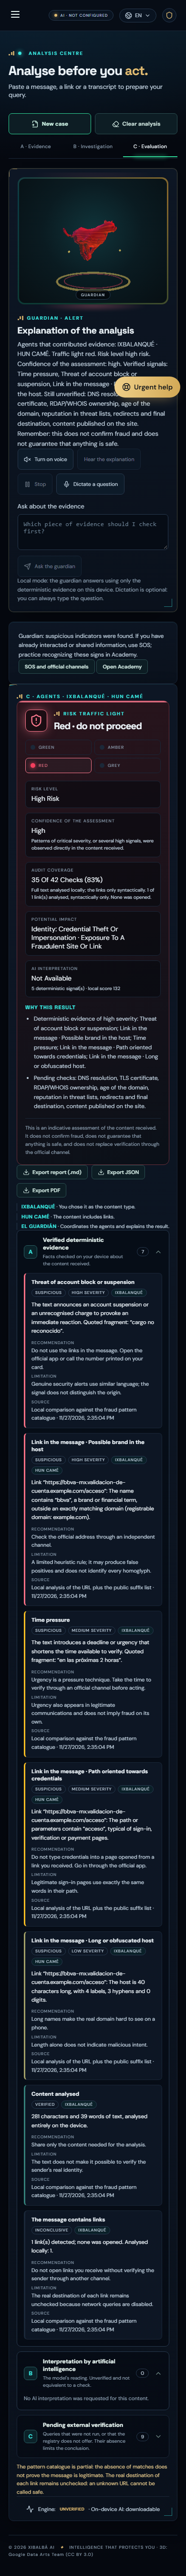 AI · NOT CONFIGURED
EN
ANALYSIS CENTRE
Analyse before you act.
Paste a message, a link or a transcript to prepare your
query.
New case
Clear analysis
A · Evidence
B · Investigation
C · Evaluation
GUARDIAN
GUARDIAN · ALERT
Explanation of the analysis
Agents that contributed evidence: IXBALANQUÉ ·
HUN CAMÉ. Traffic light red. Risk level high risk.
Confidence of the assessment: high. Verified signals:
Time pressure, Threat of account block or
suspension, Link in the message · Possible brand in
Urgent help
the host. Still unverified: DNS resolution, TLS
certificate, RDAP/WHOIS ownership, age of the
domain, reputation in threat lists, redirects and final
destination, content published on the site.
Remember: this does not confirm fraud and does
not guarantee that anything is safe.
Turn on voice
Hear the explanation
Stop
Dictate a question
Ask about the evidence
Which piece of evidence should I check
first?
Ask the guardian
Local mode: the guardian answers using only the
deterministic evidence on this device. Dictation is optional:
you can always type the question.
Guardian: suspicious indicators were found. If you have
already interacted or shared information, use SOS;
practice recognising these signs in Academy.
SOS and official channels
Open Academy
C · AGENTS · IXBALANQUÉ · HUN CAMÉ
RISK TRAFFIC LIGHT
Red · do not proceed
GREEN
AMBER
RED
GREY
RISK LEVEL
High Risk
CONFIDENCE OF THE ASSESSMENT
High
Patterns of critical severity, or several high signals, were
observed directly in the content received.
AUDIT COVERAGE
35 Of 42 Checks (83%)
Full text analysed locally; the links only syntactically. 1 of
1 link(s) analysed, syntactically only. None was opened.
POTENTIAL IMPACT
Identity: Credential Theft Or
Impersonation · Exposure To A
Fraudulent Site Or Link
AI INTERPRETATION
Not Available
5 deterministic signal(s) · local score 132
WHY THIS RESULT
• Deterministic evidence of high severity: Threat
of account block or suspension; Link in the
message · Possible brand in the host; Time
pressure; Link in the message · Path oriented
towards credentials; Link in the message · Long
or obfuscated host.
• Pending checks: DNS resolution, TLS certificate,
RDAP/WHOIS ownership, age of the domain,
reputation in threat lists, redirects and final
destination, content published on the site.
This is an indicative assessment of the content received.
It does not confirm fraud, does not guarantee that
anything is safe, and does not replace verification through
the official channel.
Export report (.md)
Export JSON
Export PDF
IXBALANQUÉ · You chose it as the content type.
HUN CAMÉ · The content includes links.
EL GUARDIÁN · Coordinates the agents and explains the result.
A
Verified deterministic
evidence
Facts checked on your device about
the content received.
7
Threat of account block or suspension
SUSPICIOUS
HIGH SEVERITY
IXBALANQUÉ
The text announces an account suspension or
an unrecognised charge to provoke an
immediate reaction. Quoted fragment: “cargo no
reconocido”.
RECOMMENDATION
Do not use the links in the message. Open the
official app or call the number printed on your
card.
LIMITATION
Genuine security alerts use similar language; the
signal does not distinguish the origin.
SOURCE
Local comparison against the fraud pattern
catalogue · 11/27/2026, 2:35:04 PM
Link in the message · Possible brand in the
host
SUSPICIOUS
HIGH SEVERITY
IXBALANQUÉ
HUN CAMÉ
Link “https://bbva-mx.validacion-de-
cuenta.example.com/acceso”: The name
contains “bbva”, a brand or financial term,
outside an exactly matching domain (registrable
domain: example.com).
RECOMMENDATION
Check the official address through an independent
channel.
LIMITATION
A limited heuristic rule; it may produce false
positives and does not identify every homoglyph.
SOURCE
Local analysis of the URL plus the public suffix list ·
11/27/2026, 2:35:04 PM
Time pressure
SUSPICIOUS
MEDIUM SEVERITY
IXBALANQUÉ
The text introduces a deadline or urgency that
shortens the time available to verify. Quoted
fragment: “en las próximas 2 horas”.
RECOMMENDATION
Urgency is a pressure technique. Take the time to
verify through an official channel before acting.
LIMITATION
Urgency also appears in legitimate
communications and does not imply fraud on its
own.
SOURCE
Local comparison against the fraud pattern
catalogue · 11/27/2026, 2:35:04 PM
Link in the message · Path oriented towards
credentials
SUSPICIOUS
MEDIUM SEVERITY
IXBALANQUÉ
HUN CAMÉ
Link “https://bbva-mx.validacion-de-
cuenta.example.com/acceso”: The path or
parameters contain “acceso”, typical of sign-in,
verification or payment pages.
RECOMMENDATION
Do not type credentials into a page opened from a
link you received. Go in through the official app.
LIMITATION
Legitimate sign-in pages use exactly the same
words in their path.
SOURCE
Local analysis of the URL plus the public suffix list ·
11/27/2026, 2:35:04 PM
Link in the message · Long or obfuscated host
SUSPICIOUS
LOW SEVERITY
IXBALANQUÉ
HUN CAMÉ
Link “https://bbva-mx.validacion-de-
cuenta.example.com/acceso”: The host is 40
characters long, with 4 labels, 3 hyphens and 0
digits.
RECOMMENDATION
Long names make the real domain hard to see on a
phone.
LIMITATION
Length alone does not indicate malicious intent.
SOURCE
Local analysis of the URL plus the public suffix list ·
11/27/2026, 2:35:04 PM
Content analysed
VERIFIED
IXBALANQUÉ
281 characters and 39 words of text, analysed
entirely on the device.
RECOMMENDATION
Share only the content needed for the analysis.
LIMITATION
The text does not make it possible to verify the
sender's real identity.
SOURCE
Local comparison against the fraud pattern
catalogue · 11/27/2026, 2:35:04 PM
The message contains links
INCONCLUSIVE
IXBALANQUÉ
1 link(s) detected; none was opened. Analysed
locally: 1.
RECOMMENDATION
Do not open links you received without verifying the
sender through another channel.
LIMITATION
The real destination of each link remains
unchecked because network queries are disabled.
SOURCE
Local comparison against the fraud pattern
catalogue · 11/27/2026, 2:35:04 PM
B
Interpretation by artificial
intelligence
The model's reading. Unverified and not
equivalent to a check.
0
No AI interpretation was requested for this content.
C
Pending external verification
Queries that were not run, or that the
registry does not offer. Their absence
limits the conclusion.
9
The pattern catalogue is partial: the absence of matches does
not prove the message is legitimate. The real destination of
each link remains unchecked: an unknown URL cannot be
called safe.
Engine: UNVERIFIED · On-device AI: downloadable
© 2026 XIBALBÁ AI
INTELLIGENCE THAT PROTECTS YOU · 3D:
Google Data Arts Team (CC BY 3.0)